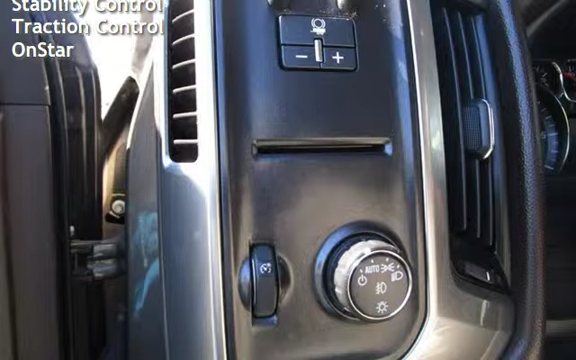 Stability Control
Traction Control
OnStar
− +
AUTO